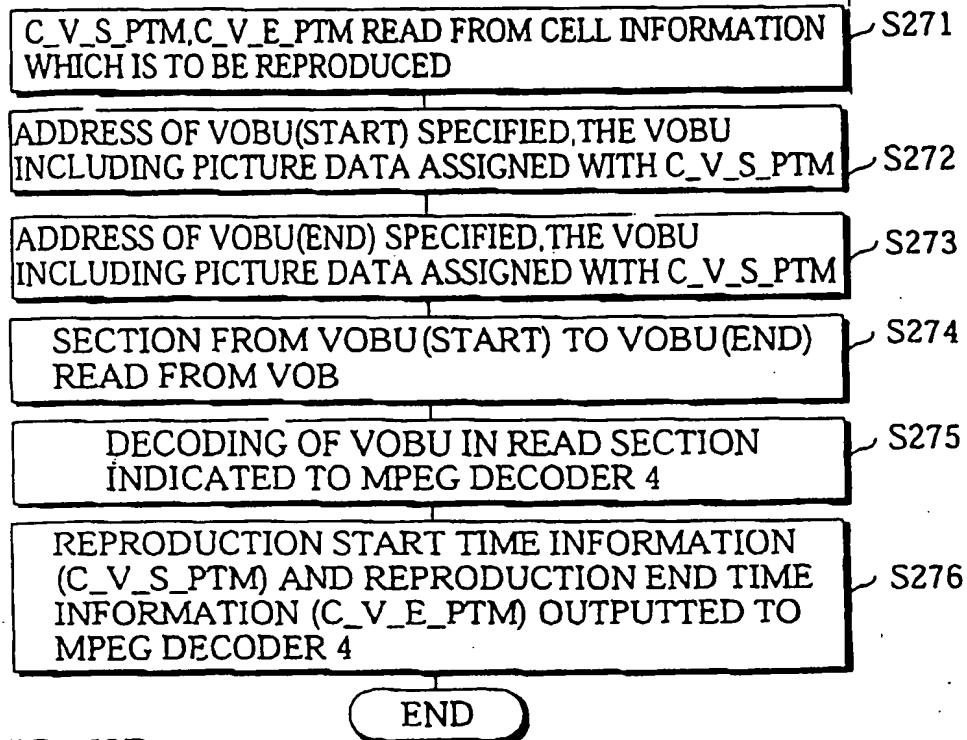 C_V_S_PTM,C_V_E_PTM READ FROM CELL INFORMATION
WHICH IS TO BE REPRODUCED
S271
ADDRESS OF VOBU(START) SPECIFIED,THE VOBU
INCLUDING PICTURE DATA ASSIGNED WITH C_V_S_PTM
S272
ADDRESS OF VOBU(END) SPECIFIED,THE VOBU
INCLUDING PICTURE DATA ASSIGNED WITH C_V_S_PTM
S273
SECTION FROM VOBU(START) TO VOBU(END)
READ FROM VOB
S274
DECODING OF VOBU IN READ SECTION
INDICATED TO MPEG DECODER 4
S275
REPRODUCTION START TIME INFORMATION
(C_V_S_PTM) AND REPRODUCTION END TIME
INFORMATION (C_V_E_PTM) OUTPUTTED TO
MPEG DECODER 4
S276
END